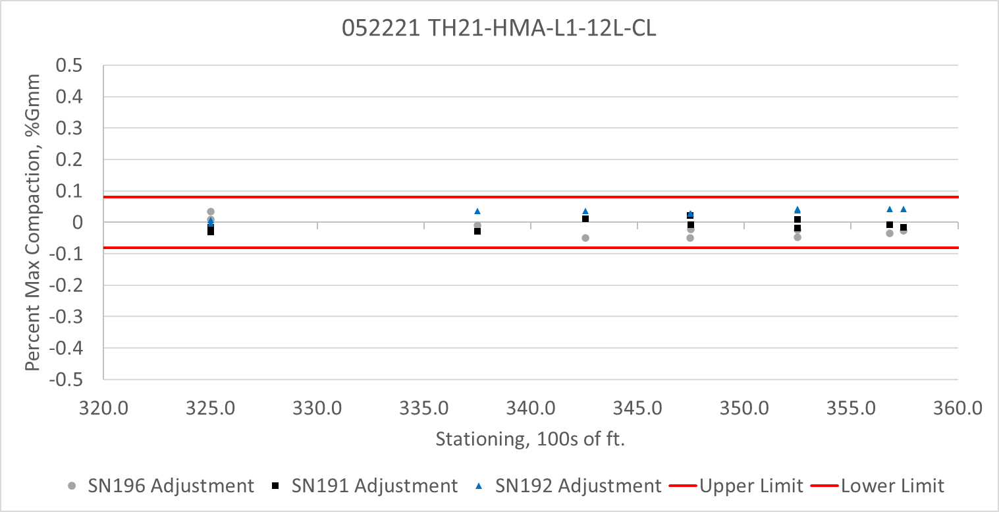 052221 TH21-HMA-L1-12L-CL
Percent Max Compaction, %Gmm
0.5
0.4
0.3
0.2
0.1
0
-0.1
-0.2
-0.3
-0.4
-0.5
320.0 325.0 330.0 335.0 340.0 345.0 350.0 355.0 360.0
Stationing, 100s of ft.
SN196 Adjustment SN191 Adjustment SN192 Adjustment Upper Limit Lower Limit